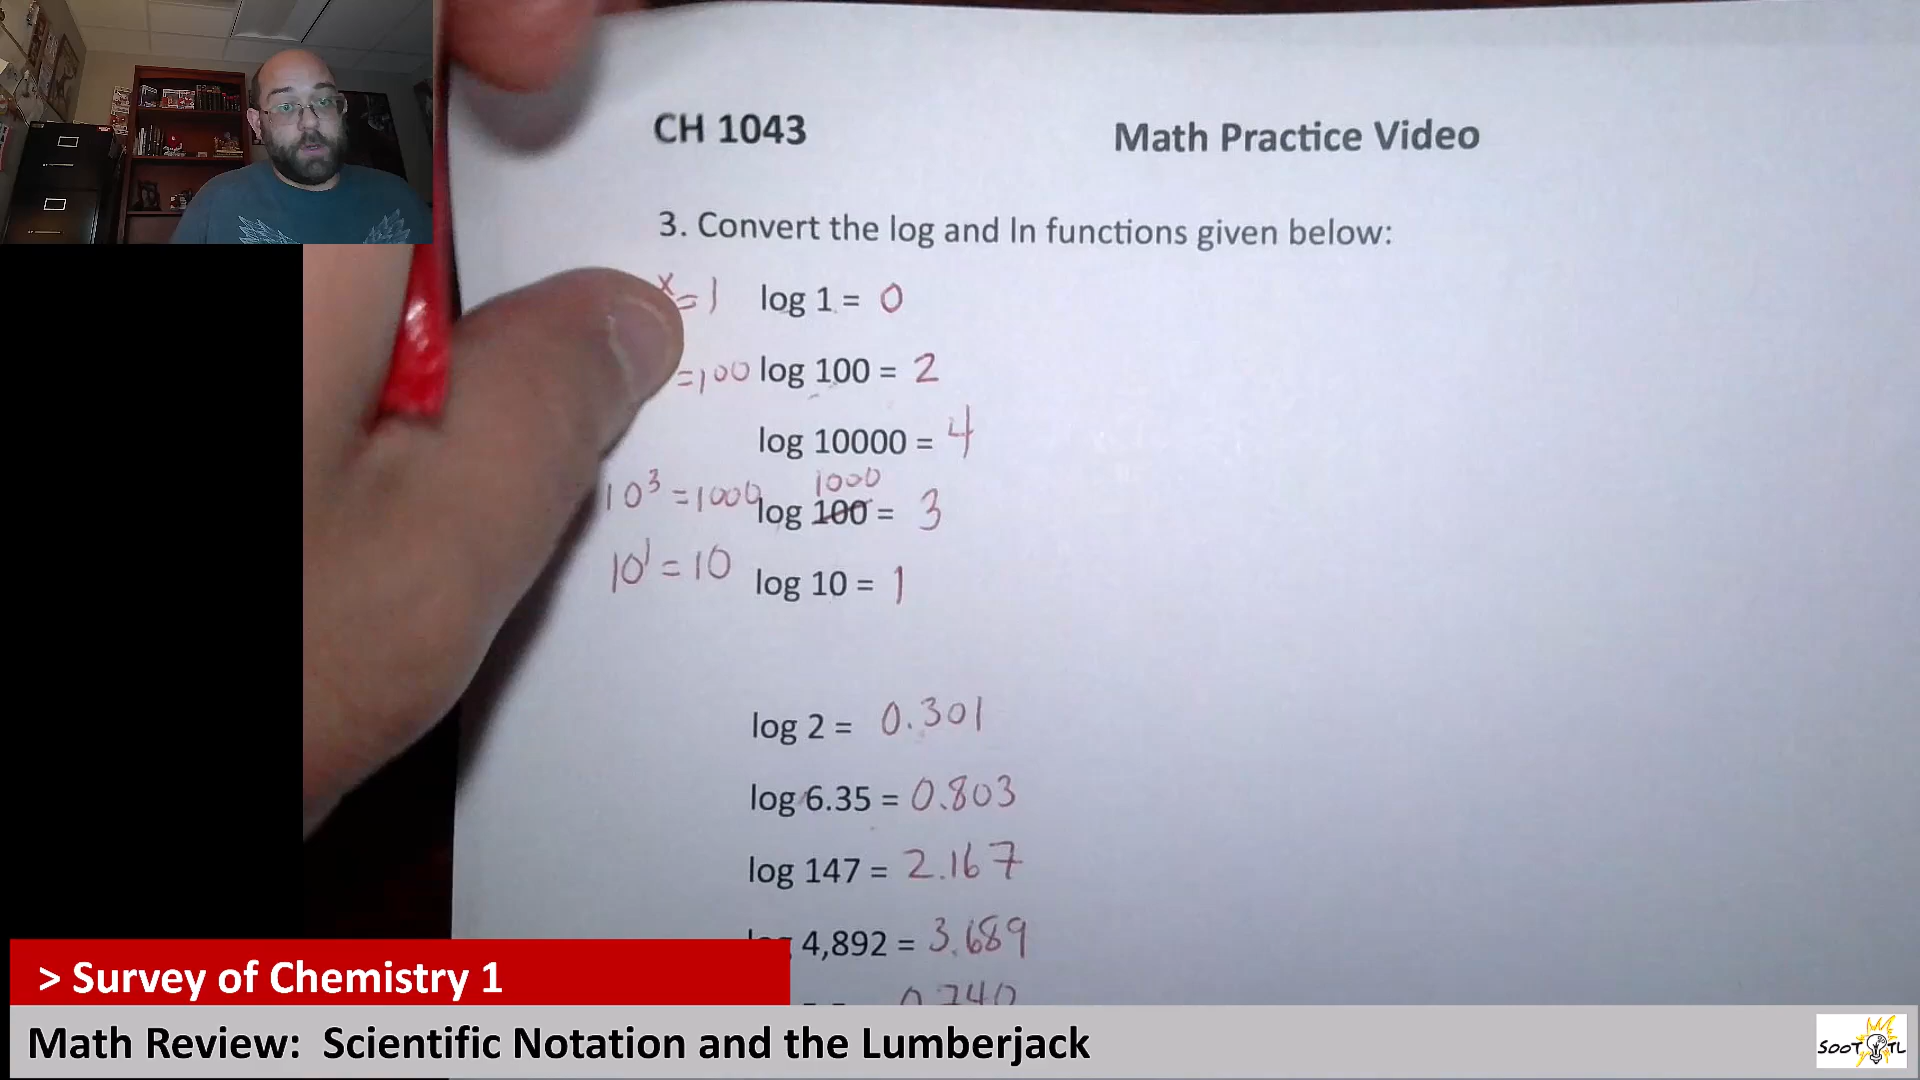 CH 1043 Math Practice Video
3. Convert the log and ln functions given below:
x=1 log 1 = 0
=100 log 100 = 2
log 10000 = 4
1000
10³ =1000 log 100 = 3
10¹ = 10 log 10 = 1
log 2 = 0.301
log 6.35 = 0.803
log 147 = 2.167
4,892 = 3.689
> Survey of Chemistry 1
Math Review: Scientific Notation and the Lumberjack
SOOTTL